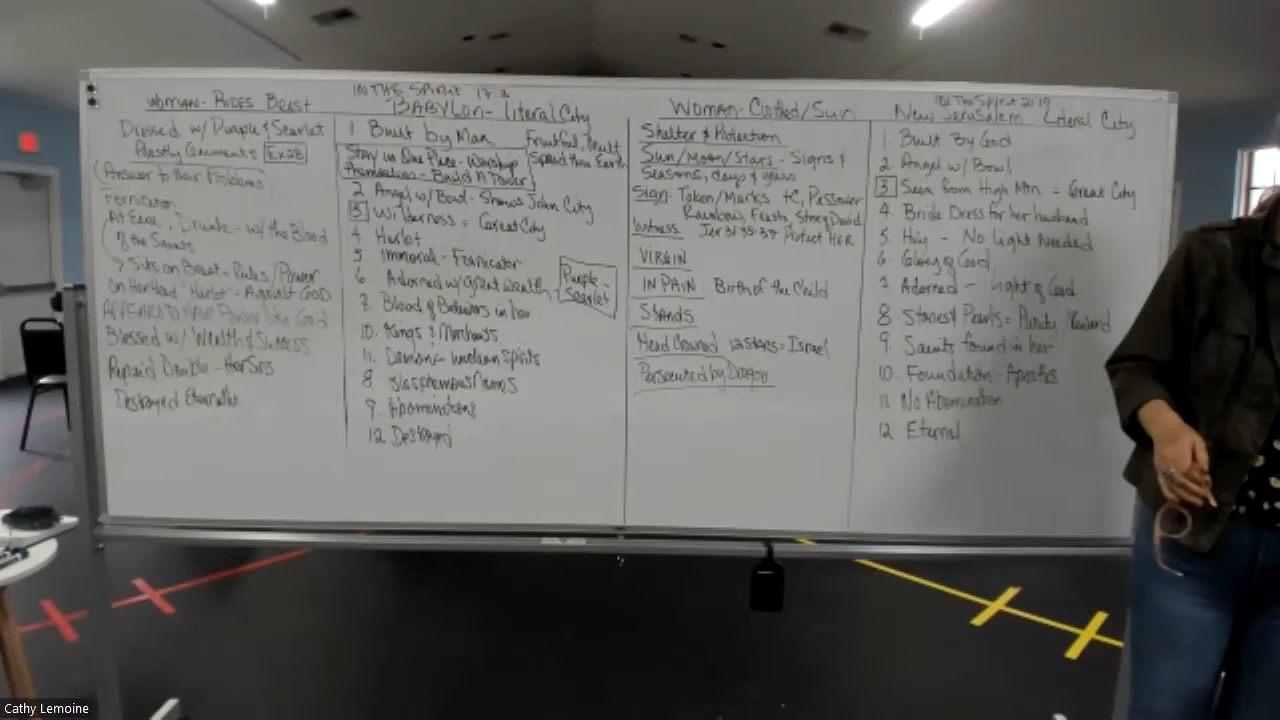 WOMAN- RIDES Beast
Dressed w/ Purple & Scarlet
Priestly Garments Ex 28
Answer to their Problems
Fornication
At Ease, Drunk - w/ the Blood
of the Saints
Sits on Beast = Rules/Power
on Her Head "Harlot" = Against GOD
APPEARED to HAVE Power like God
Blessed w/ Wealth & Success
Repaid Double - Her Sins
Destroyed Eternally
IN THE Spirit 17:3
BABYLON- Literal City
1 Built by Man
Fruitful, Mult
Spread thru Earth
Stay in One Place - Worship
Themselves - Build A Tower
2 Angel w/ Bowl - Shows John City
3 Wilderness = Great City
4. Harlot
5. Immoral - Fornicator
6 Adorned w/ great wealth
Purple -
Scarlet
7. Blood of Believers in her
10. Kings & Merchants
11. Demons - unclean Spirits
8. Blasphemous Names
9. Abominations
12. Destroyed
WOMAN- Clothed/Sun
Shelter & Protection
Sun/Moon/Stars - Signs &
Seasons, days & years
Sign: Token/Marks Passover
Rainbow, Feasts, David
Witness Jer 31:35-37 Protect HER
VIRGIN
IN PAIN Birth of the Child
Stands
Head Crowned 12 Stars = Israel
Persecuted by Dragon
In The Spirit 21:10
New Jerusalem Literal City
1. Built By God
2 Angel w/ Bowl
3 Seen from High Mtn. = Great City
4. Bride Dress for her husband
5. Holy - No Light Needed
6. Glory of God
7. Adorned - Light of God
8 Stones & Pearls = Purity Reward
9. Saints found in her
10. Foundation - Apostles
11. No Abomination
12 Eternal
Cathy Lemoine